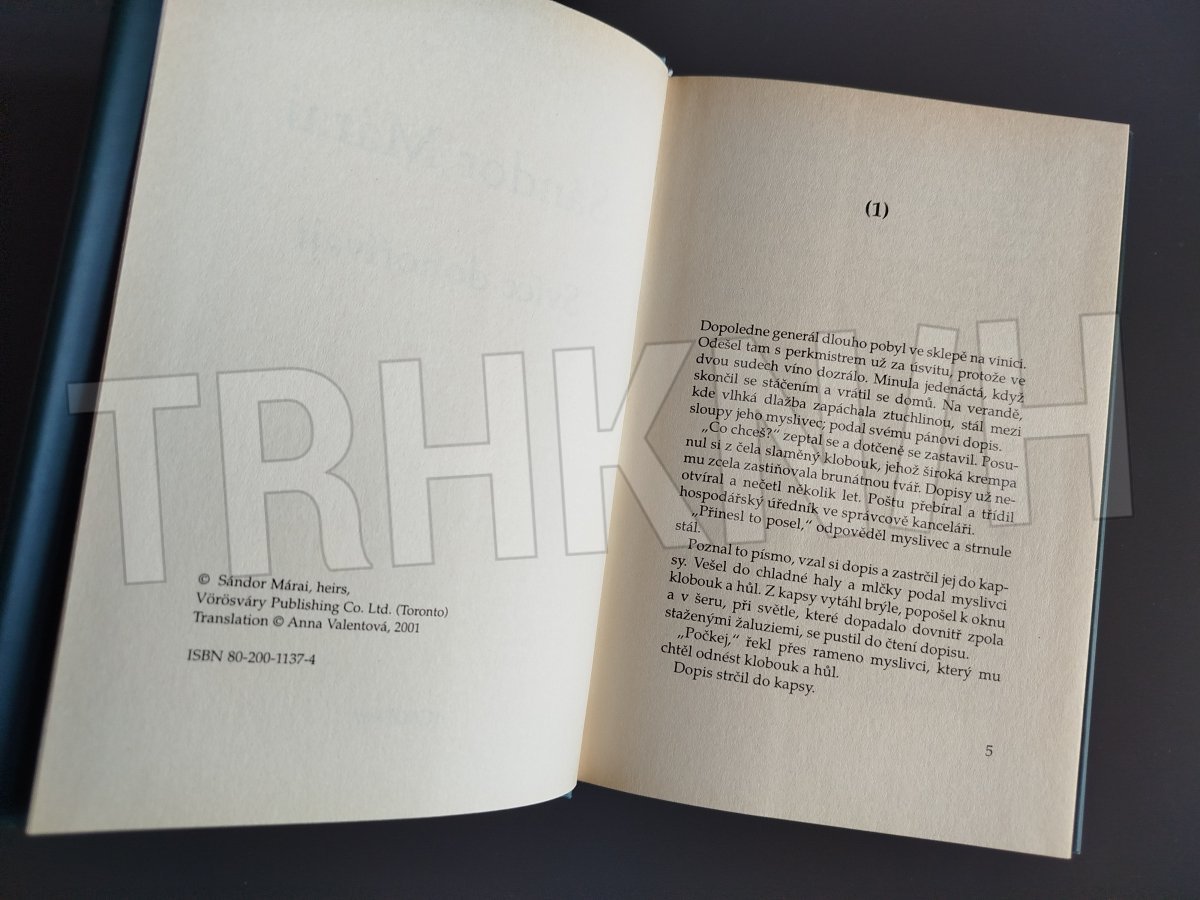 © Sándor Márai, heirs,
Vörösváry Publishing Co. Ltd. (Toronto)
Translation © Anna Valentová, 2001
ISBN 80-200-1137-4
(1)
Dopoledne generál dlouho pobyl ve sklepě na vinici.
Odešel tam s perkmistrem už za úsvitu, protože ve
dvou sudech víno dozrálo. Minula jedenáctá, když
skončil se stáčením a vrátil se domů. Na verandě,
kde vlhká dlažba zapáchala ztuchlinou, stál mezi
sloupy jeho myslivec; podal svému pánovi dopis.
„Co chceš?“ zeptal se a dotčeně se zastavil. Posu-
nul si z čela slaměný klobouk, jehož široká krempa
mu zcela zastiňovala brunátnou tvář. Dopisy už ne-
otvíral a nečetl několik let. Poštu přebíral a třídil
hospodářský úředník ve správcově kanceláři.
„Přinesl to posel,“ odpověděl myslivec a strnule
stál.
Poznal to písmo, vzal si dopis a zastrčil jej do kap-
sy. Vešel do chladné haly a mlčky podal myslivci
klobouk a hůl. Z kapsy vytáhl brýle, popošel k oknu
a v šeru, při světle, které dopadalo dovnitř zpola
staženými žaluziemi, se pustil do čtení dopisu.
„Počkej,“ řekl přes rameno myslivci, který mu
chtěl odnést klobouk a hůl.
Dopis strčil do kapsy.
5
TRHKNIH